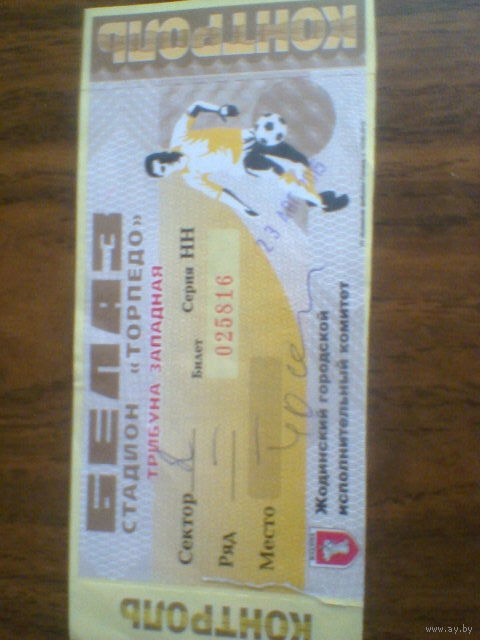 КОНТРОЛЬ
БЕЛАЗ
СТАДИОН «ТОРПЕДО»
ТРИБУНА ЗАПАДНАЯ
Билет Серия НН
025816
Сектор 8
Ряд
Место
Жодинский городской
исполнительный комитет
КОНТРОЛЬ
www.ay.by